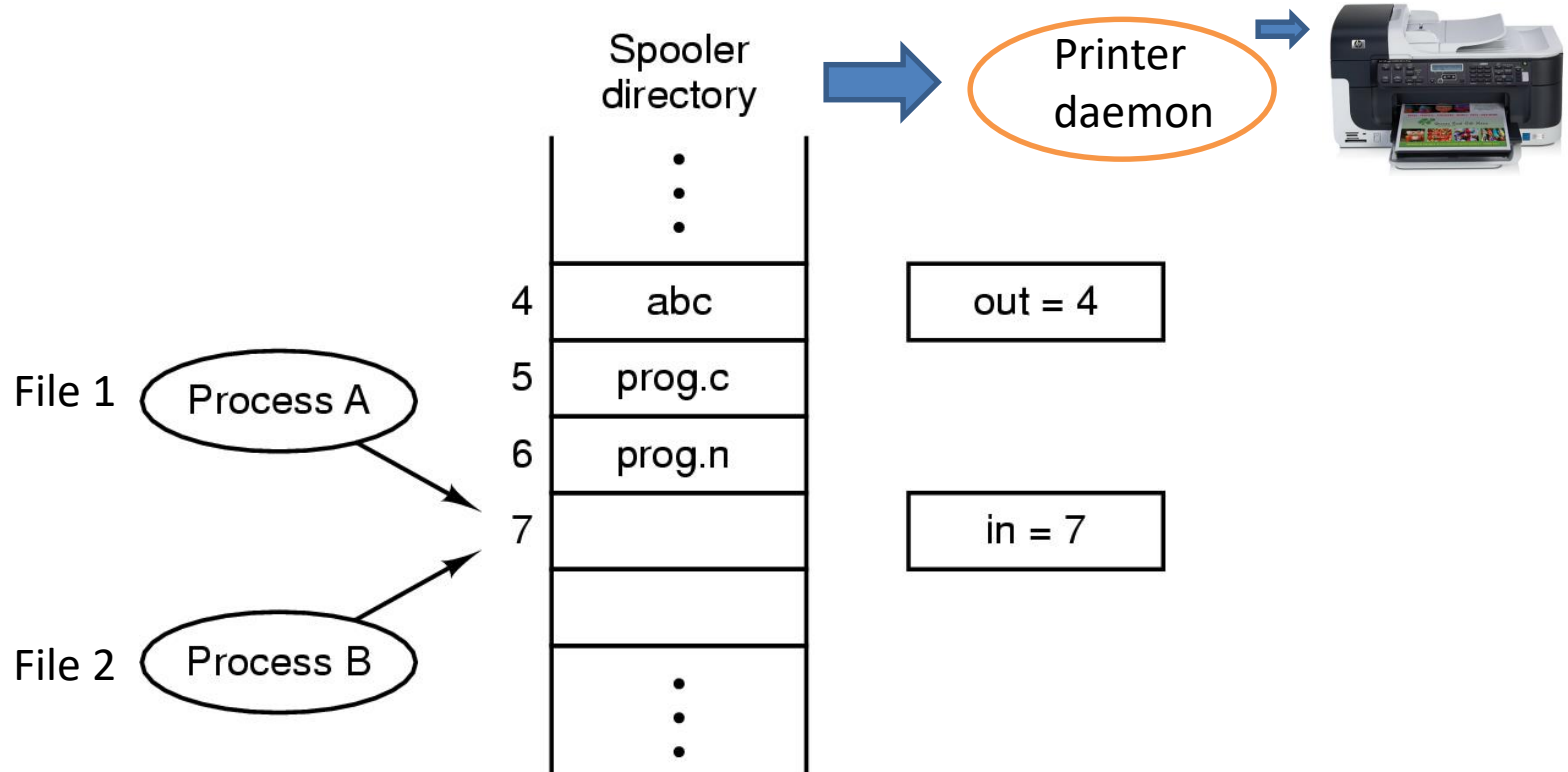 Spooler
directory
Printer
daemon
4
abc
out = 4
5
prog.c
File 1
Process A
6
prog.n
7
in = 7
File 2
Process B